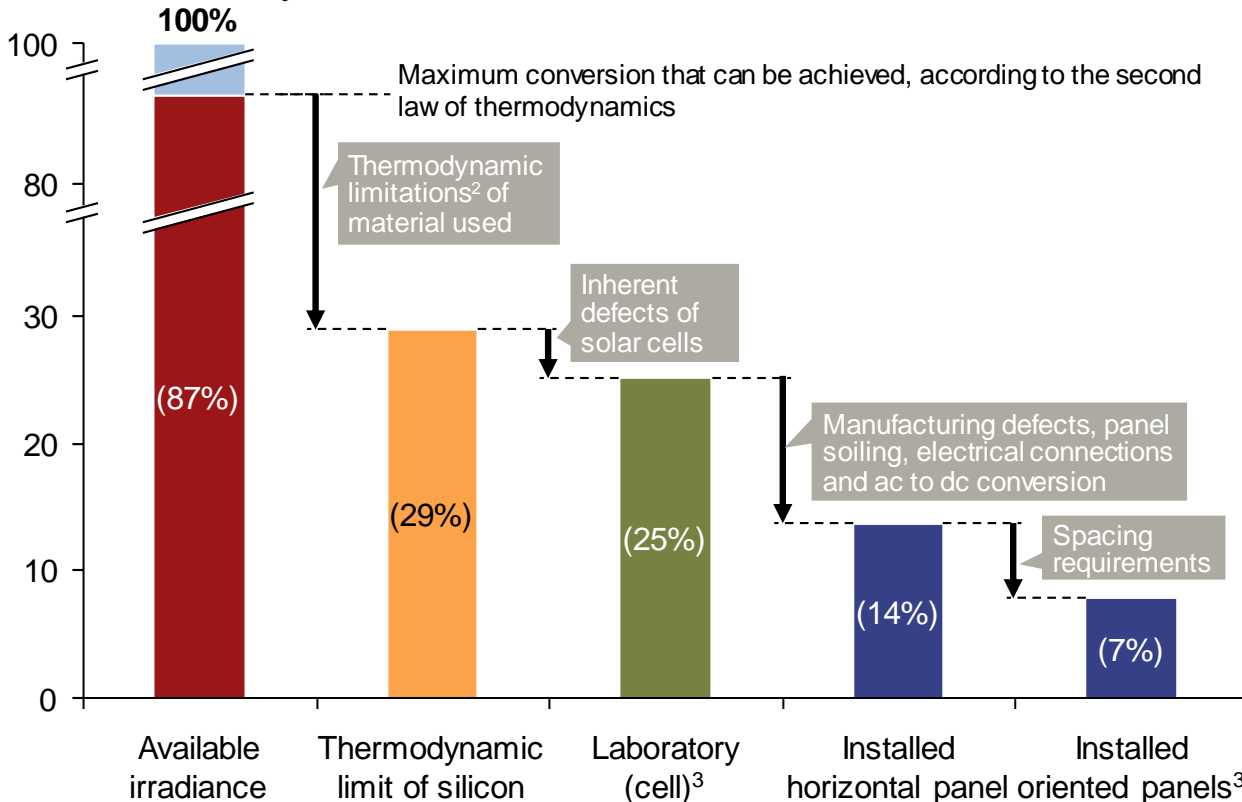 100%
100
Maximum conversion that can be achieved, according to the second
law of thermodynamics
Thermodynamic
limitations² of
material used
80
Inherent
defects of
solar cells
30
(87%)
Manufacturing defects, panel
soiling, electrical connections
and ac to dc conversion
20
(29%)
(25%)
Spacing
requirements
10
(14%)
(7%)
0
Available
irradiance
Thermodynamic
limit of silicon
Laboratory
(cell)³
Installed
horizontal panel
Installed
oriented panels³